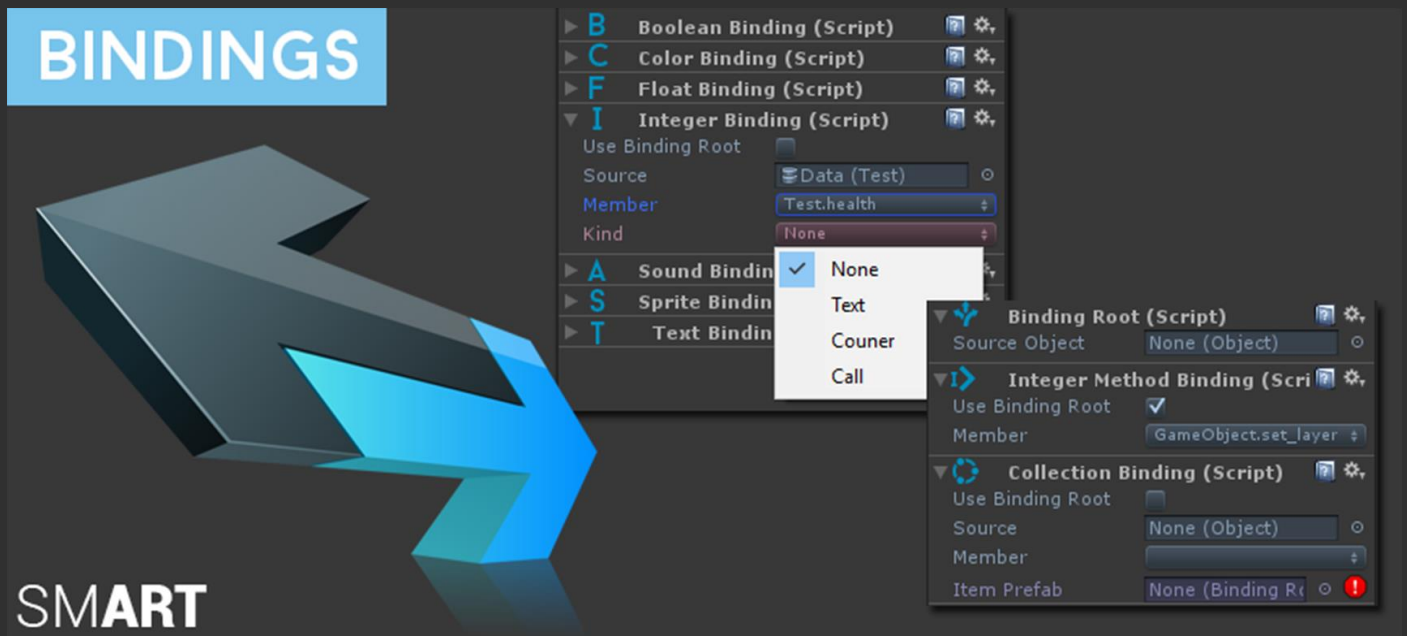 BINDINGS
B Boolean Binding (Script)
C Color Binding (Script)
F Float Binding (Script)
I Integer Binding (Script)
Use Binding Root
Source Data (Test)
Member Test.health
Kind None
A Sound Bindin
S Sprite Bindin
T Text Bindin
None
Text
Couner
Call
Binding Root (Script)
Source Object None (Object)
I Integer Method Binding (Scri
Use Binding Root
Member GameObject.set_layer
Collection Binding (Script)
Use Binding Root
Source None (Object)
Member
Item Prefab None (Binding Ro
SMART